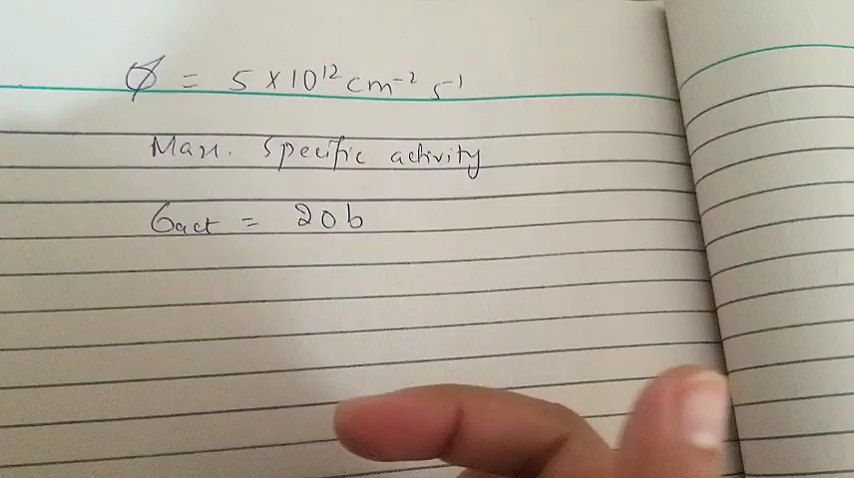 ϕ = 5 × 10¹² cm⁻² s⁻¹
Max. specific activity
σact = 20b